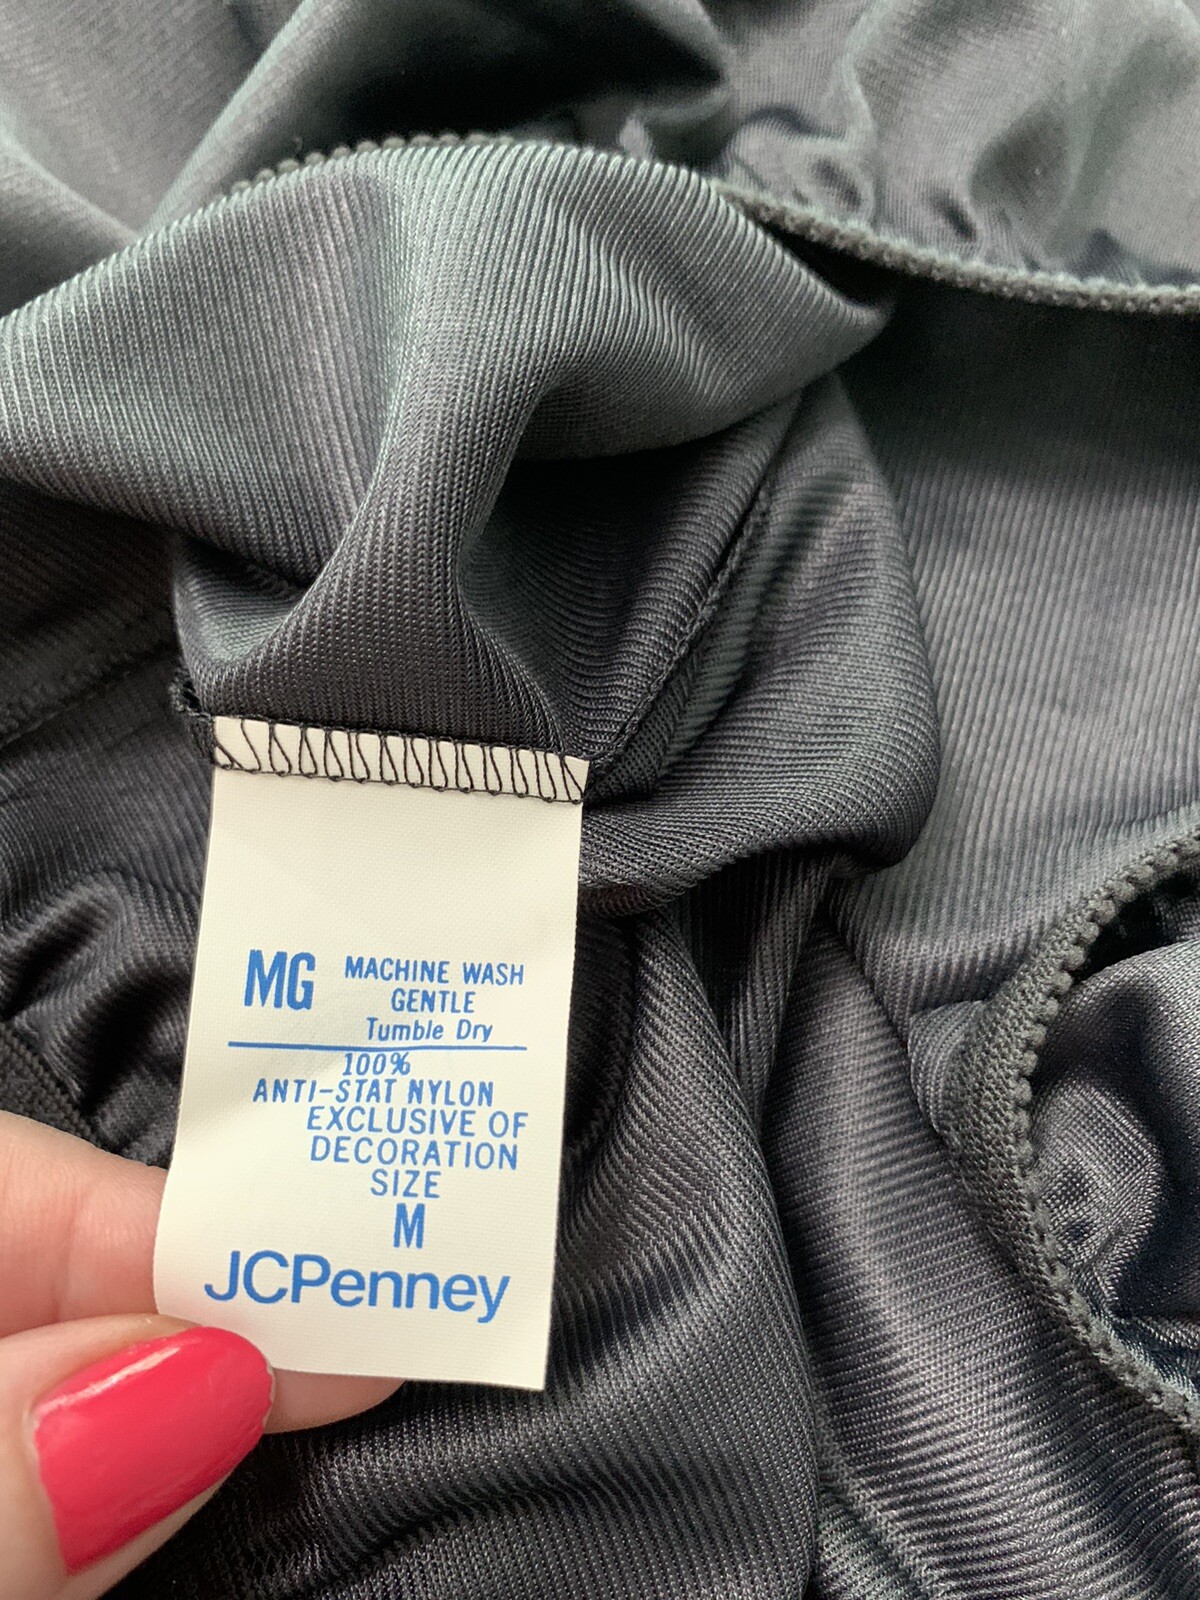 MG MACHINE WASH
GENTLE
Tumble Dry
100%
ANTI-STAT NYLON
EXCLUSIVE OF
DECORATION
SIZE
M
JCPenney